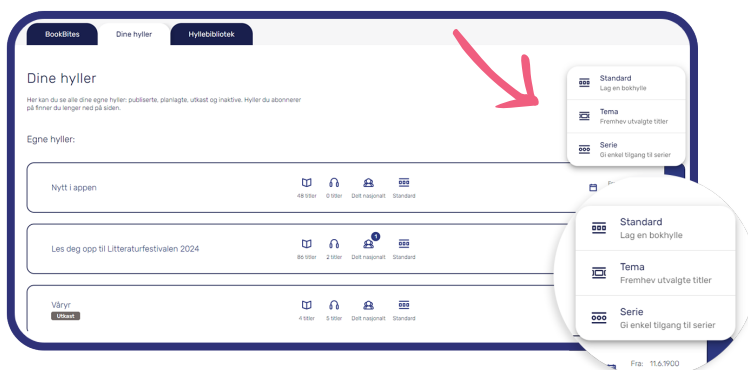 BookBites
Dine hyller
Hyllebibliotek
Dine hyller
Her kan du se alle dine egne hyller: publiserte, planlagte, utkast og inaktive. Hyller du abonnerer
på finner du lenger ned på siden.
Egne hyller:
Standard
Lag en bokhylle
Tema
Fremhev utvalgte titler
Serie
Gi enkel tilgang til serier
Nytt i appen
48 titler
0 titler
Delt nasjonalt
Standard
Les deg opp til Litteraturfestivalen 2024
86 titler
2 titler
1
Delt nasjonalt
Standard
Våryr
Utkast
4 titler
5 titler
Delt nasjonalt
Standard
Standard
Lag en bokhylle
Tema
Fremhev utvalgte titler
Serie
Gi enkel tilgang til serier
Fra: 11.6.1900